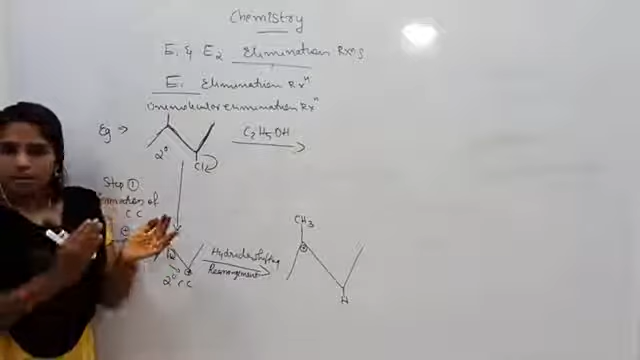 Chemistry
E1 & E2 Elimination Rxns
E1 Elimination Rxn
Unimolecular Elimination Rxn
Eg ⇒
C2H5OH
2°
Cl
Step ①
Formation of
C C
⊕
H
⊕
2° C C
Hydride Shifting
Rearrangement
CH3
⊕
H